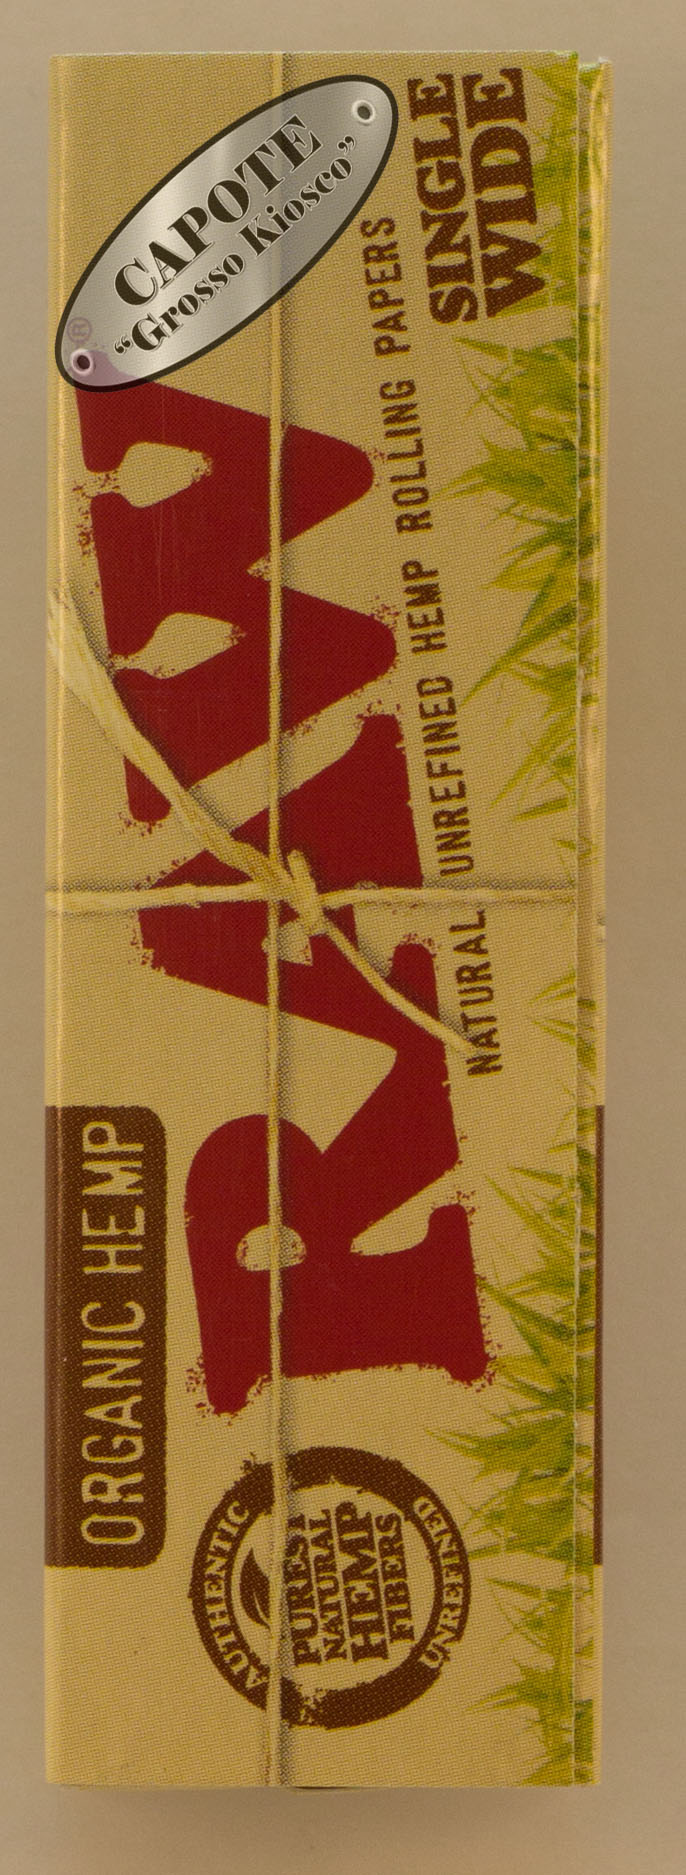 CAPOTE
“Grosso Kiosco”
SINGLE
WIDE
RAW®
NATURAL UNREFINED HEMP ROLLING PAPERS
ORGANIC HEMP
AUTHENTIC
PUREST
NATURAL
HEMP
FIBERS
UNREFINED